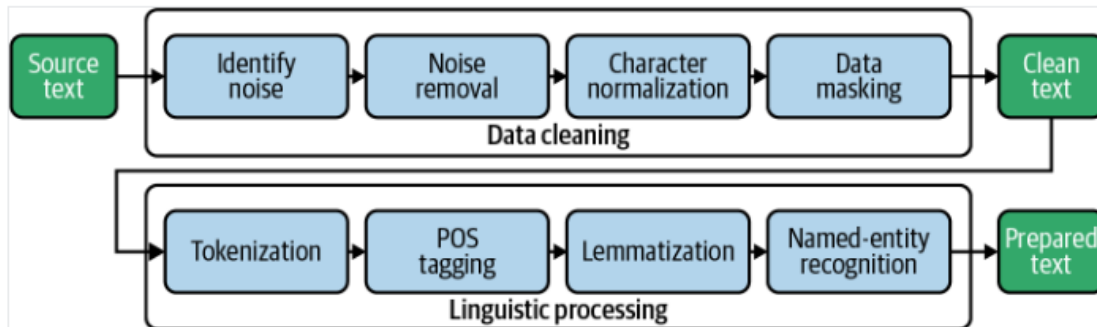 Source
text
Identify
noise
Noise
removal
Character
normalization
Data
masking
Clean
text
Data cleaning
Tokenization
POS
tagging
Lemmatization
Named-entity
recognition
Prepared
text
Linguistic processing